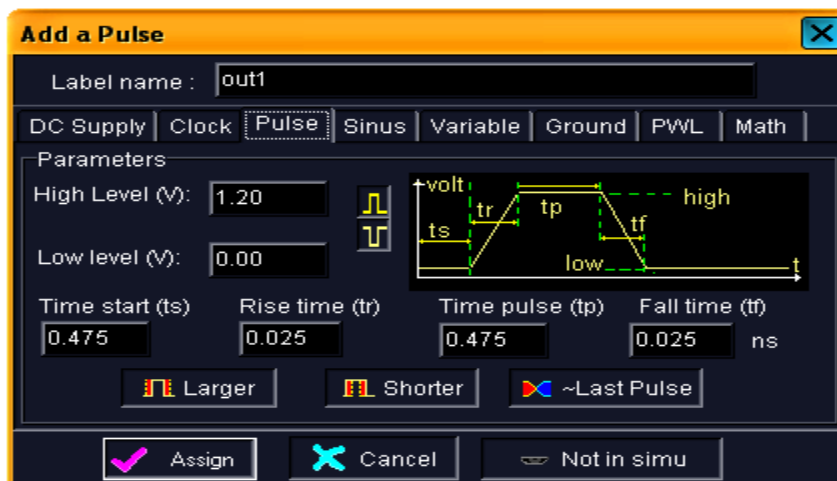 Add a Pulse
Label name : out1
DC Supply Clock Pulse Sinus Variable Ground PWL Math
Parameters
High Level (V): 1.20
Low level (V): 0.00
volt
tr
tp
high
ts
tf
low
t
Time start (ts) Rise time (tr) Time pulse (tp) Fall time (tf)
0.475 0.025 0.475 0.025 ns
Larger Shorter ~Last Pulse
Assign Cancel Not in simu